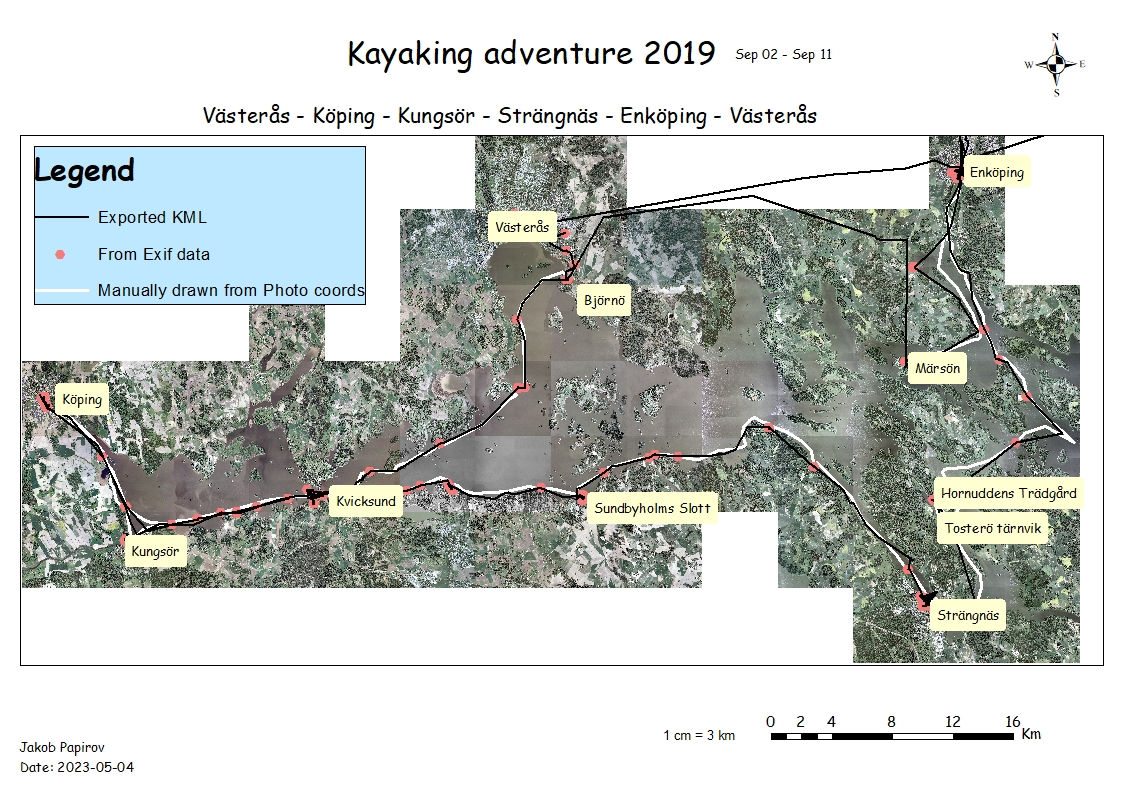 Kayaking adventure 2019 Sep 02 - Sep 11
N
W E
S
Västerås - Köping - Kungsör - Strängnäs - Enköping - Västerås
Legend
Exported KML
From Exif data
Manually drawn from Photo coords
Enköping
Västerås
Björnö
Märsön
Köping
Kvicksund
Hornuddens Trädgård
Sundbyholms Slott
Tosterö tärnvik
Kungsör
Strängnäs
0 2 4 8 12 16
1 cm = 3 km Km
Jakob Papirov
Date: 2023-05-04